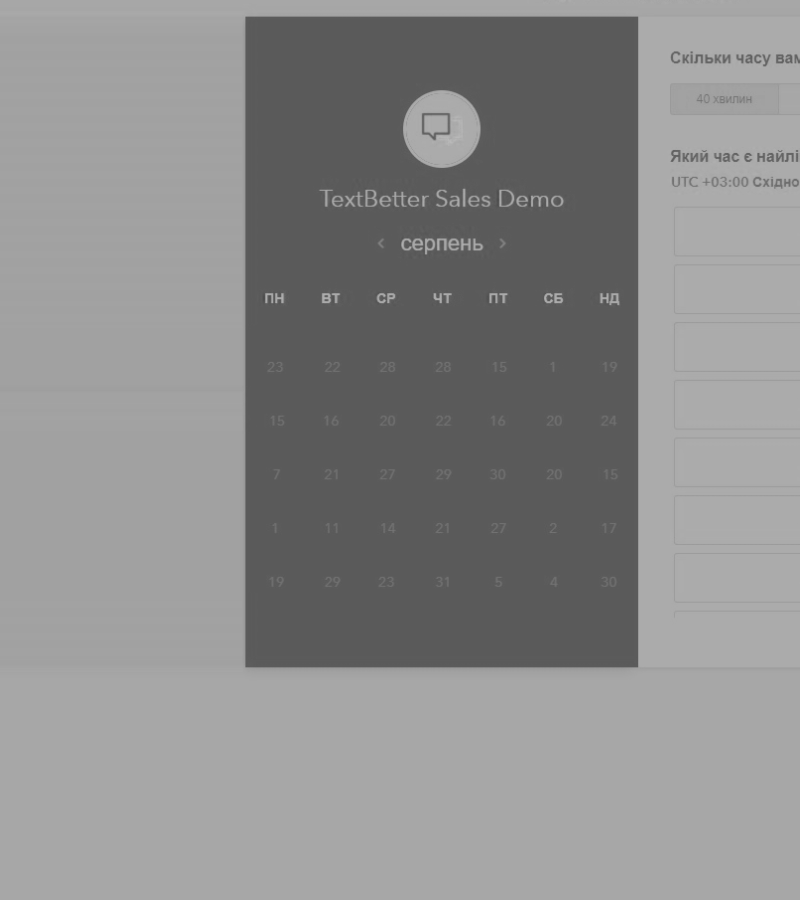 TextBetter Sales Demo
серпень
ПН ВТ СР ЧТ ПТ СБ НД
23 22 28 28 15 1 19
15 16 20 22 16 20 24
7 21 27 29 30 20 15
1 11 14 21 27 2 17
19 29 23 31 5 4 30
Скільки часу вам
40 хвилин
Який час є найлі
UTC +03:00 Східно